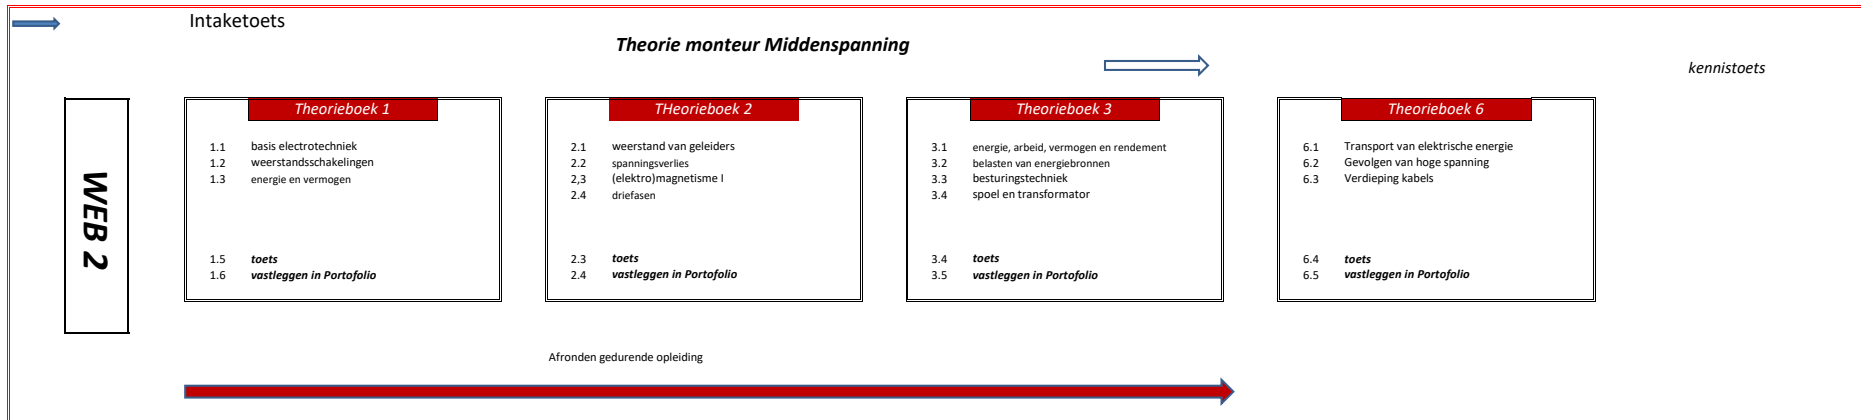 Intaketoets
Theorie monteur Middenspanning
kennistoets
WEB 2
Theorieboek 1
1.1 basis electrotechniek
1.2 weerstandsschakelingen
1.3 energie en vermogen
1.5 toets
1.6 vastleggen in Portofolio
THeorieboek 2
2.1 weerstand van geleiders
2.2 spanningsverlies
2,3 (elektro)magnetisme I
2.4 driefasen
2.3 toets
2.4 vastleggen in Portofolio
Theorieboek 3
3.1 energie, arbeid, vermogen en rendement
3.2 belasten van energiebronnen
3.3 besturingstechniek
3.4 spoel en transformator
3.4 toets
3.5 vastleggen in Portofolio
Theorieboek 6
6.1 Transport van elektrische energie
6.2 Gevolgen van hoge spanning
6.3 Verdieping kabels
6.4 toets
6.5 vastleggen in Portofolio
Afronden gedurende opleiding